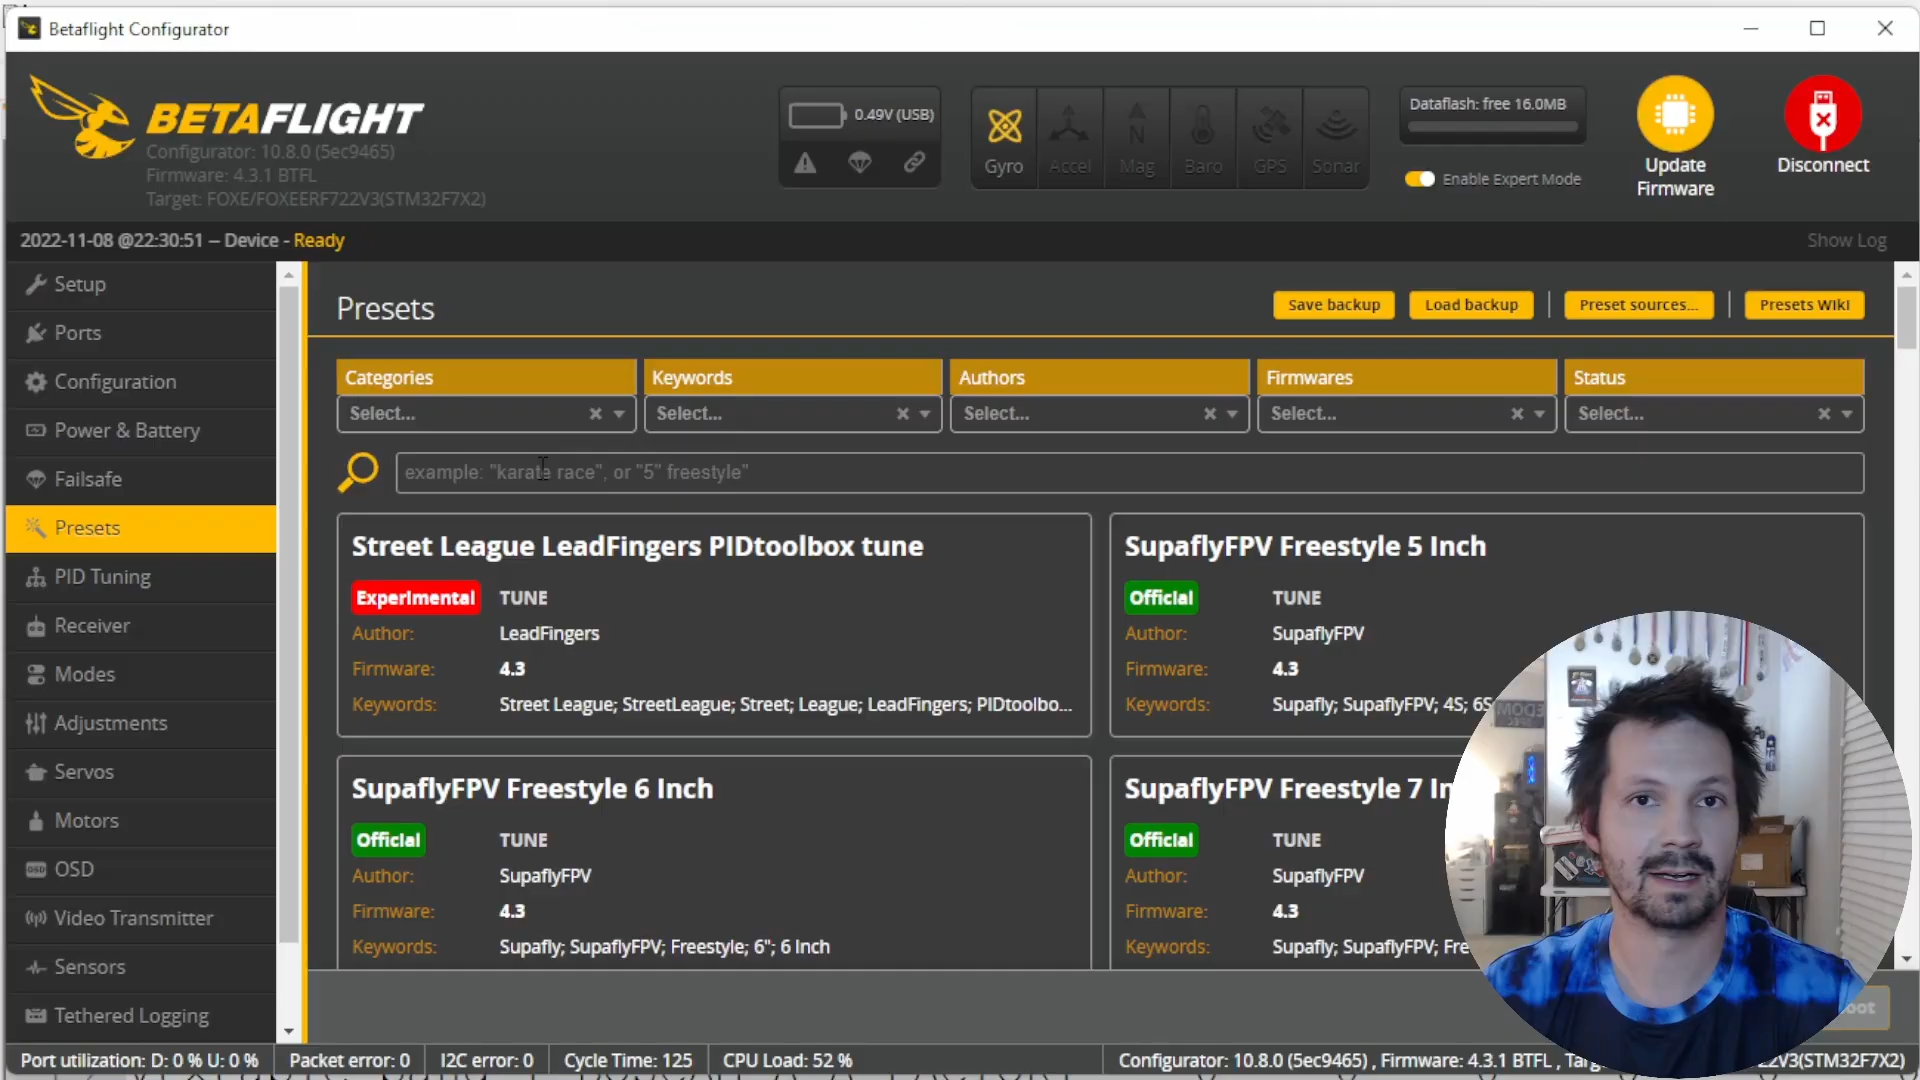 Betaflight Configurator
BETAFLIGHT
Configurator: 10.8.0 (5ec9465)
Firmware: 4.3.1 BTFL
Target: FOXE/FOXEERF722V3(STM32F7X2)
0.49V (USB)
Gyro
Accel
Mag
Baro
GPS
Sonar
Dataflash: free 16.0MB
Enable Expert Mode
Update
Firmware
Disconnect
2022-11-08 @22:30:51 -- Device - Ready
Show Log
Setup
Ports
Configuration
Power & Battery
Failsafe
Presets
PID Tuning
Receiver
Modes
Adjustments
Servos
Motors
OSD
Video Transmitter
Sensors
Tethered Logging
Presets
Save backup
Load backup
Preset sources...
Presets Wiki
Categories
Keywords
Authors
Firmwares
Status
Select...
Select...
Select...
Select...
Select...
example: "karate race", or "5" freestyle"
Street League LeadFingers PIDtoolbox tune
Experimental TUNE
Author: LeadFingers
Firmware: 4.3
Keywords: Street League; StreetLeague; Street; League; LeadFingers; PIDtoolbo...
SupaflyFPV Freestyle 5 Inch
Official TUNE
Author: SupaflyFPV
Firmware: 4.3
Keywords: Supafly; SupaflyFPV; 4S; 6S
SupaflyFPV Freestyle 6 Inch
Official TUNE
Author: SupaflyFPV
Firmware: 4.3
Keywords: Supafly; SupaflyFPV; Freestyle; 6"; 6 Inch
SupaflyFPV Freestyle 7 In
Official TUNE
Author: SupaflyFPV
Firmware: 4.3
Keywords: Supafly; SupaflyFPV; Fre
Port utilization: D: 0 % U: 0 %
Packet error: 0
I2C error: 0
Cycle Time: 125
CPU Load: 52 %
Configurator: 10.8.0 (5ec9465) , Firmware: 4.3.1 BTFL , Targ
22V3(STM32F7X2)